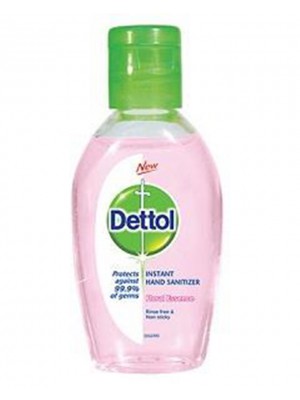 New
Dettol
Protects
against
99.9%
of germs
INSTANT
HAND SANITIZER
Floral Essence
Rinse free &
Non sticky